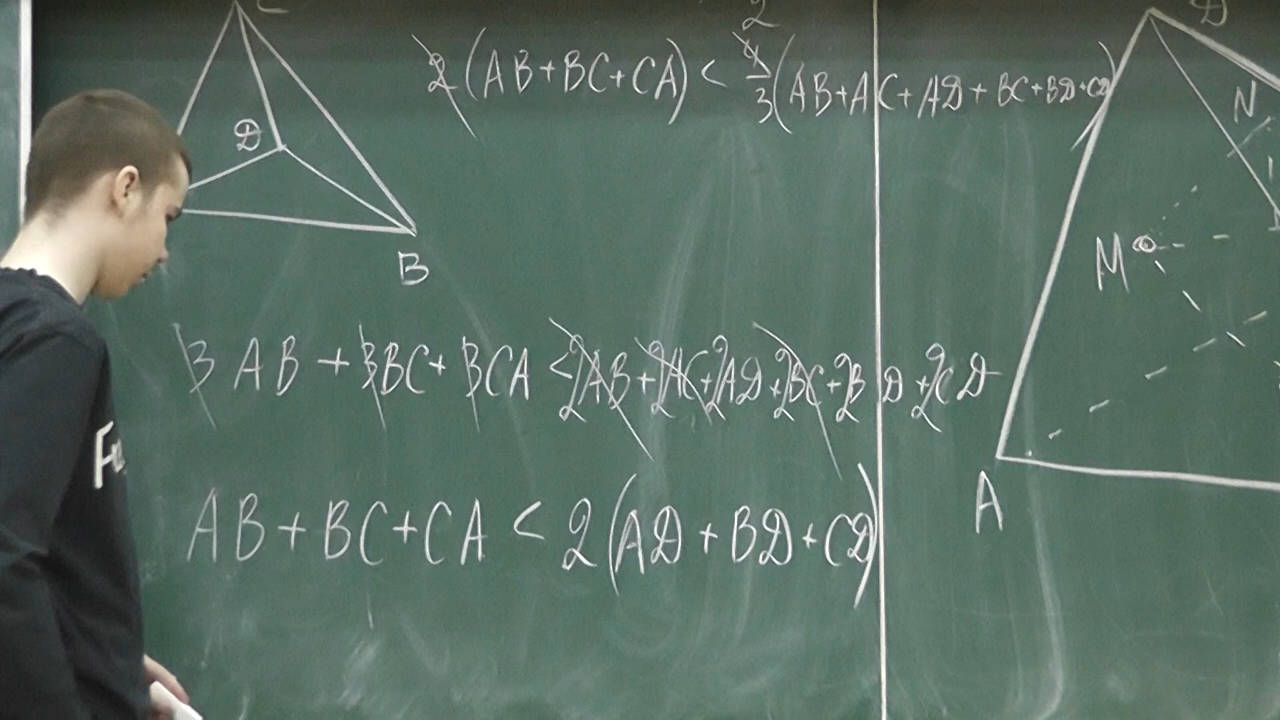 C
D
B
2(AB+BC+CA) < 4/3 2 (AB+AC+AD+BC+BD+CD)
3AB+3BC+3CA <2AB+2AC+2AD+2BC+2BD+2CD
AB+BC+CA < 2(AD+BD+CD)
D
N
M
A